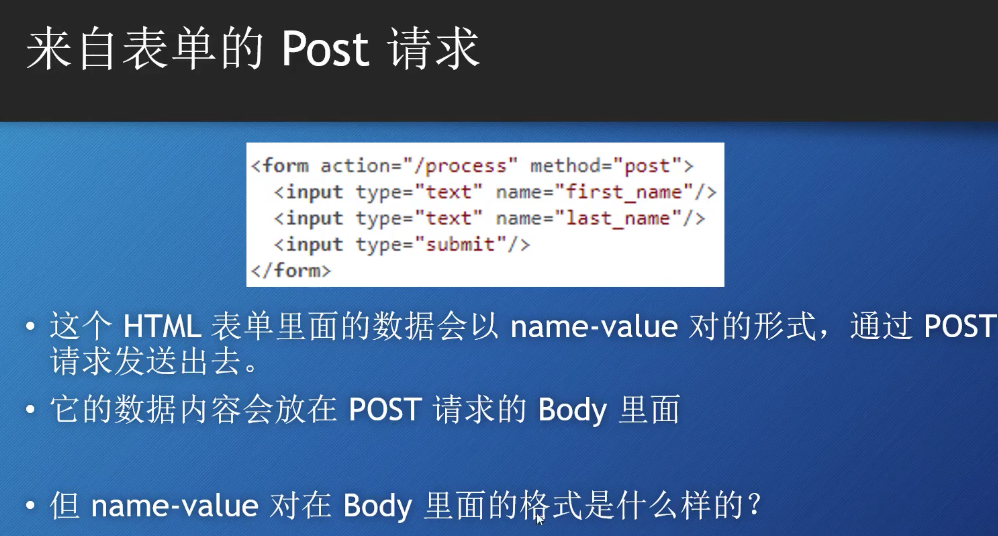 来自表单的 Post 请求
<form action="/process" method="post">
<input type="text" name="first_name"/>
<input type="text" name="last_name"/>
<input type="submit"/>
</form>
• 这个 HTML 表单里面的数据会以 name-value 对的形式，通过 POST
请求发送出去。
• 它的数据内容会放在 POST 请求的 Body 里面
• 但 name-value 对在 Body 里面的格式是什么样的？